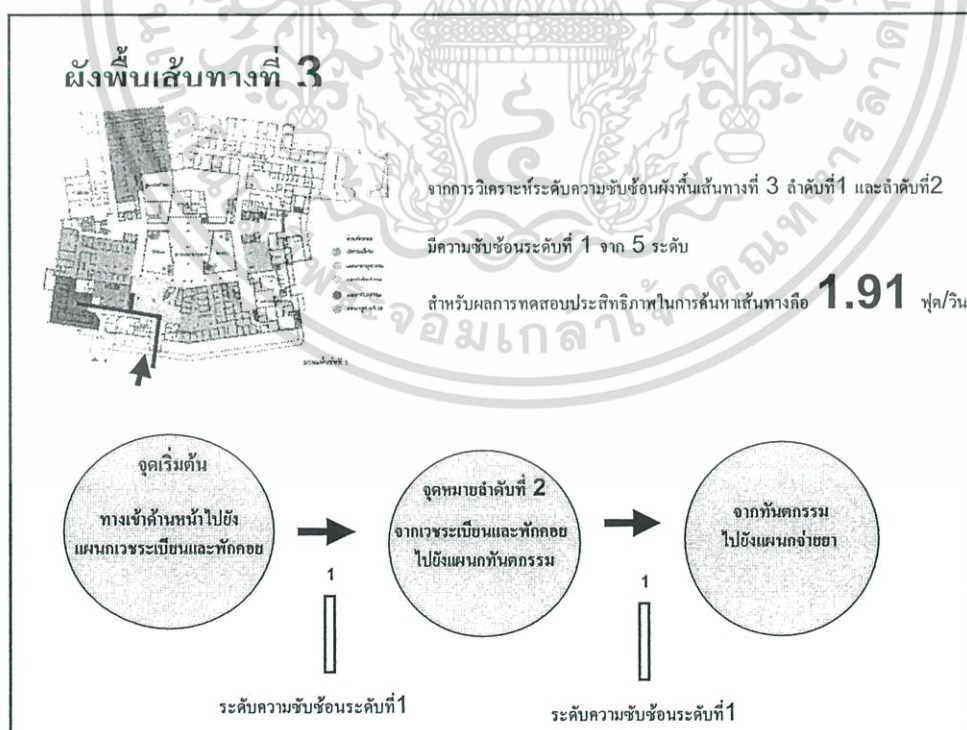 ผังพื้นเส้นทางที่ 3
จากการวิเคราะห์ระดับความซับซ้อนผังพื้นเส้นทางที่ 3 ลำดับที่1 และลำดับที่2
มีความซับซ้อนระดับที่ 1 จาก 5 ระดับ
สำหรับผลการทดสอบประสิทธิภาพในการค้นหาเส้นทางคือ 1.91 ฟุต/วิน
จุดเริ่มต้น
ทางเข้าด้านหน้าไปยัง
แผนกเวชระเบียนและพักคอย
1
ระดับความซับซ้อนระดับที่1
จุดหมายลำดับที่ 2
จากเวชระเบียนและพักคอย
ไปยังแผนกทันตกรรม
1
ระดับความซับซ้อนระดับที่1
จากทันตกรรม
ไปยังแผนกจ่ายยา